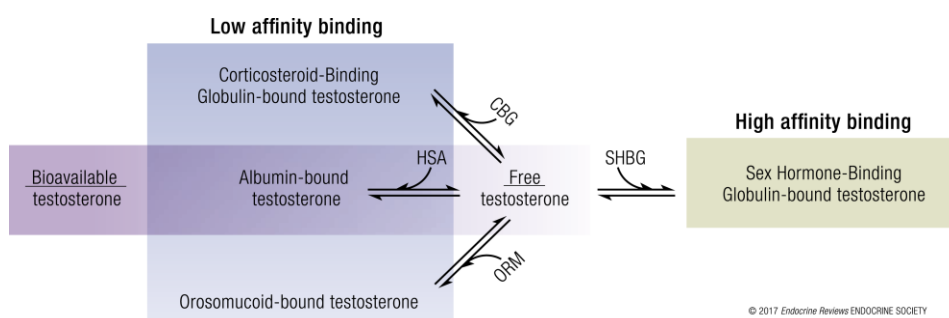 Low affinity binding
Corticosteroid-Binding
Globulin-bound testosterone
CBG
High affinity binding
Bioavailable
testosterone
Albumin-bound
testosterone
HSA
Free
testosterone
SHBG
Sex Hormone-Binding
Globulin-bound testosterone
ORM
Orosomucoid-bound testosterone
© 2017 Endocrine Reviews ENDOCRINE SOCIETY